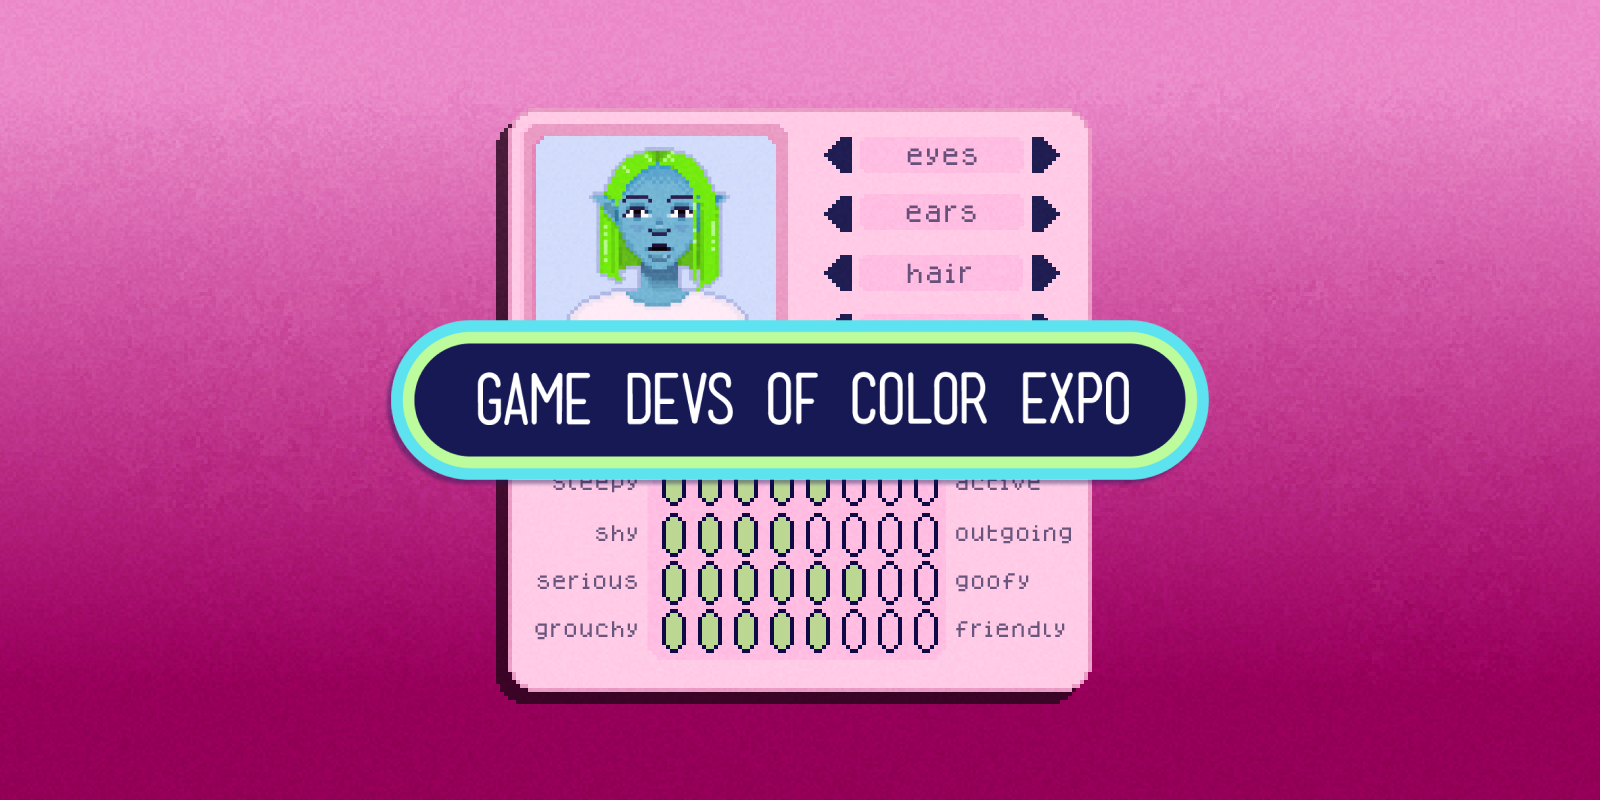 eyes
ears
hair
GAME DEVS OF COLOR EXPO
sleepy active
shy outgoing
serious goofy
grouchy friendly